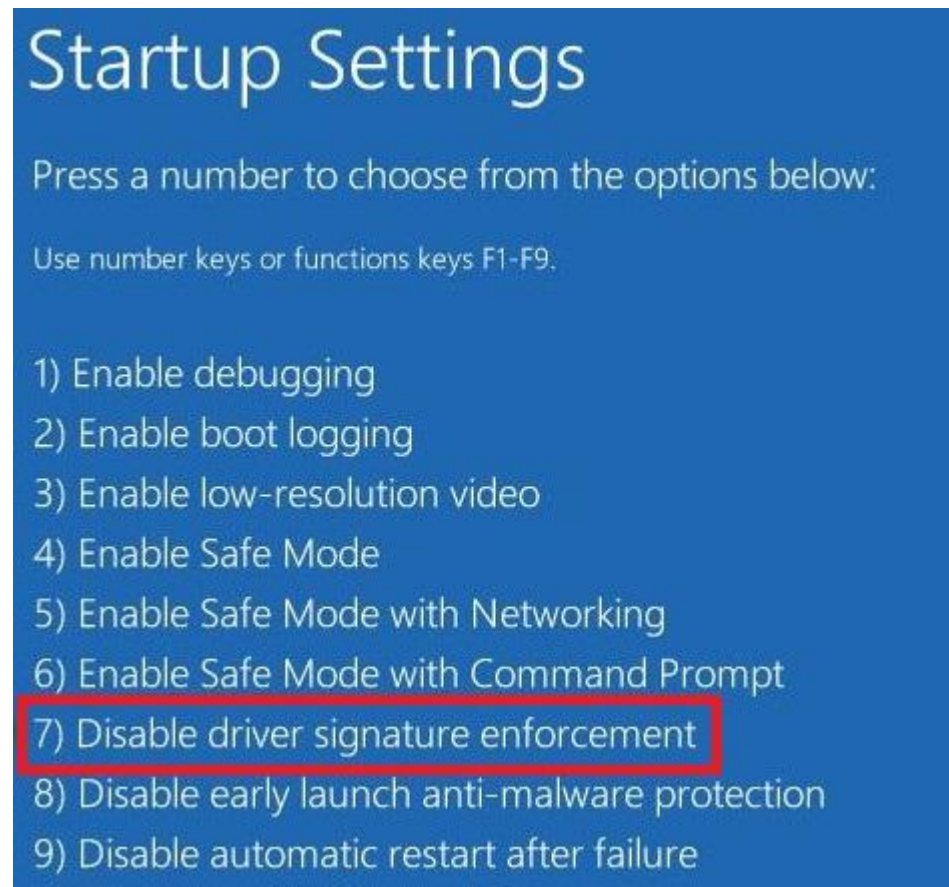 Startup Settings
Press a number to choose from the options below:
Use number keys or functions keys F1-F9.
1) Enable debugging
2) Enable boot logging
3) Enable low-resolution video
4) Enable Safe Mode
5) Enable Safe Mode with Networking
6) Enable Safe Mode with Command Prompt
7) Disable driver signature enforcement
8) Disable early launch anti-malware protection
9) Disable automatic restart after failure